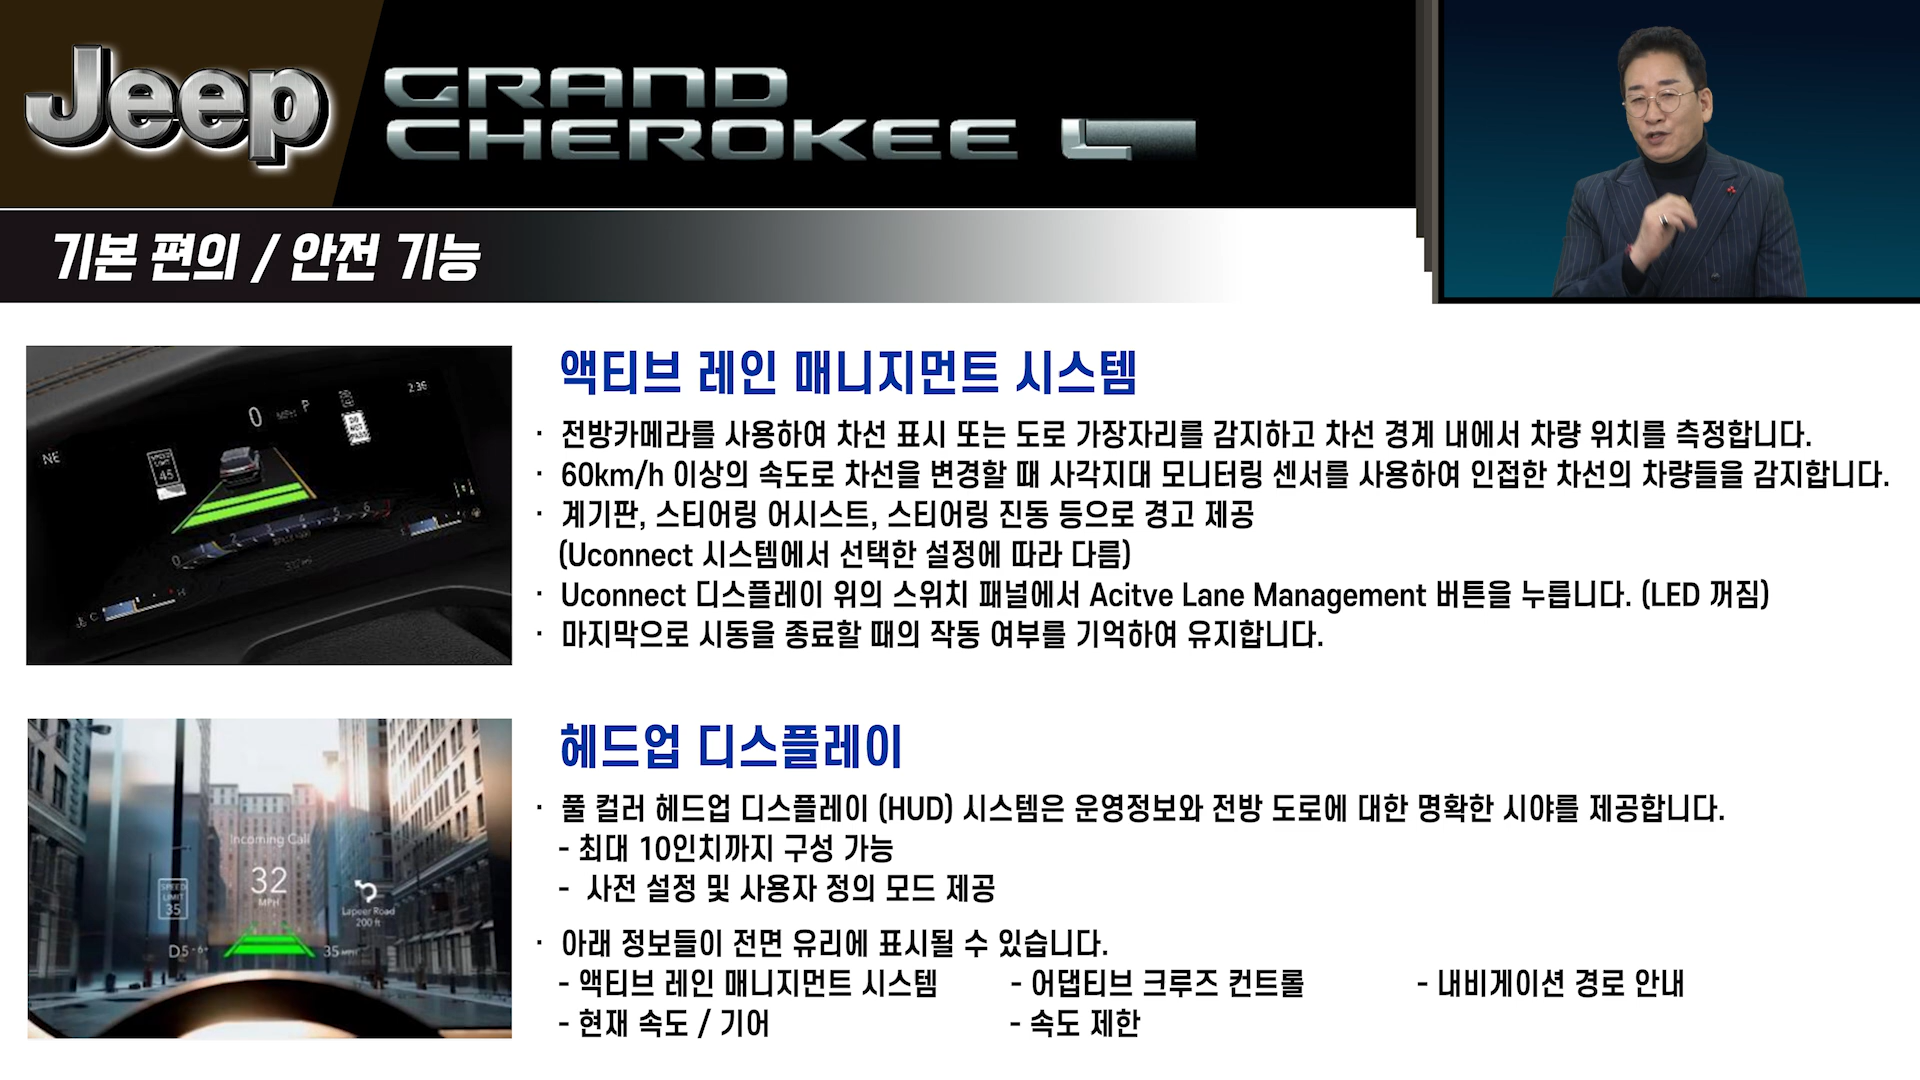 Jeep
GRAND
CHEROKEE L
기본 편의 / 안전 기능
액티브 레인 매니지먼트 시스템
· 전방카메라를 사용하여 차선 표시 또는 도로 가장자리를 감지하고 차선 경계 내에서 차량 위치를 측정합니다.
· 60km/h 이상의 속도로 차선을 변경할 때 사각지대 모니터링 센서를 사용하여 인접한 차선의 차량들을 감지합니다.
· 계기판, 스티어링 어시스트, 스티어링 진동 등으로 경고 제공
(Uconnect 시스템에서 선택한 설정에 따라 다름)
· Uconnect 디스플레이 위의 스위치 패널에서 Acitve Lane Management 버튼을 누릅니다. (LED 꺼짐)
· 마지막으로 시동을 종료할 때의 작동 여부를 기억하여 유지합니다.
NE
SPEED
LIMIT
45
0
MPH
P
DO
NOT
PASS
2:36
헤드업 디스플레이
· 풀 컬러 헤드업 디스플레이 (HUD) 시스템은 운영정보와 전방 도로에 대한 명확한 시야를 제공합니다.
- 최대 10인치까지 구성 가능
- 사전 설정 및 사용자 정의 모드 제공
· 아래 정보들이 전면 유리에 표시될 수 있습니다.
- 액티브 레인 매니지먼트 시스템 - 어댑티브 크루즈 컨트롤 - 내비게이션 경로 안내
- 현재 속도 / 기어 - 속도 제한
Incoming Call
32
MPH
SPEED
LIMIT
35
Lapeer Road
200 ft
D5
35 MPH